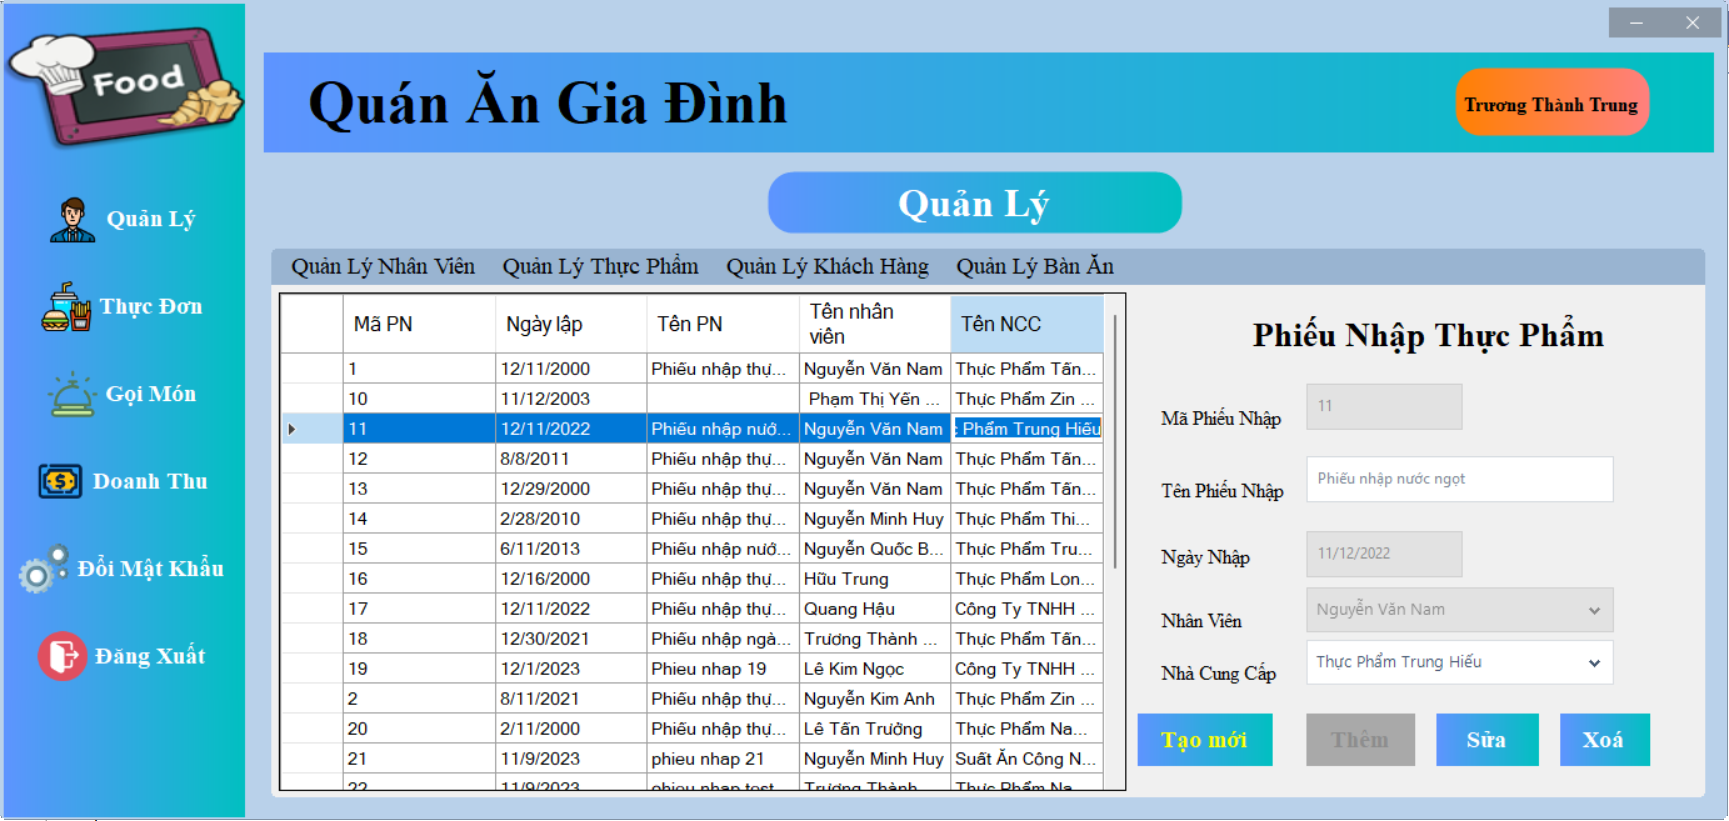 Food
Quán Ăn Gia Đình
Trương Thành Trung
Quản Lý
Quản Lý
Thực Đơn
Gọi Món
Doanh Thu
Đổi Mật Khẩu
Đăng Xuất
Quản Lý Nhân Viên Quản Lý Thực Phẩm Quản Lý Khách Hàng Quản Lý Bàn Ăn
Mã PN Ngày lập Tên PN Tên nhân viên Tên NCC
1 12/11/2000 Phiếu nhập thự... Nguyễn Văn Nam Thực Phẩm Tấn...
10 11/12/2003 Phạm Thị Yến ... Thực Phẩm Zin ...
11 12/11/2022 Phiếu nhập nướ... Nguyễn Văn Nam Phẩm Trung Hiếu
12 8/8/2011 Phiếu nhập thự... Nguyễn Văn Nam Thực Phẩm Tấn...
13 12/29/2000 Phiếu nhập thự... Nguyễn Văn Nam Thực Phẩm Tấn...
14 2/28/2010 Phiếu nhập thự... Nguyễn Minh Huy Thực Phẩm Thi...
15 6/11/2013 Phiếu nhập nướ... Nguyễn Quốc B... Thực Phẩm Tru...
16 12/16/2000 Phiếu nhập thự... Hữu Trung Thực Phẩm Lon...
17 12/11/2022 Phiếu nhập thự... Quang Hậu Công Ty TNHH ...
18 12/30/2021 Phiếu nhập ngà... Trương Thành ... Thực Phẩm Tấn...
19 12/1/2023 Phieu nhap 19 Lê Kim Ngọc Công Ty TNHH ...
2 8/11/2021 Phiếu nhập thự... Nguyễn Kim Anh Thực Phẩm Zin ...
20 2/11/2000 Phiếu nhập thự... Lê Tấn Trưởng Thực Phẩm Na...
21 11/9/2023 phieu nhap 21 Nguyễn Minh Huy Suất Ăn Công N...
22 11/9/2023 phieu nhap test Trương Thành Thực Phẩm Na
Phiếu Nhập Thực Phẩm
Mã Phiếu Nhập 11
Tên Phiếu Nhập Phiếu nhập nước ngọt
Ngày Nhập 11/12/2022
Nhân Viên Nguyễn Văn Nam
Nhà Cung Cấp Thực Phẩm Trung Hiếu
Tạo mới Thêm Sửa Xoá